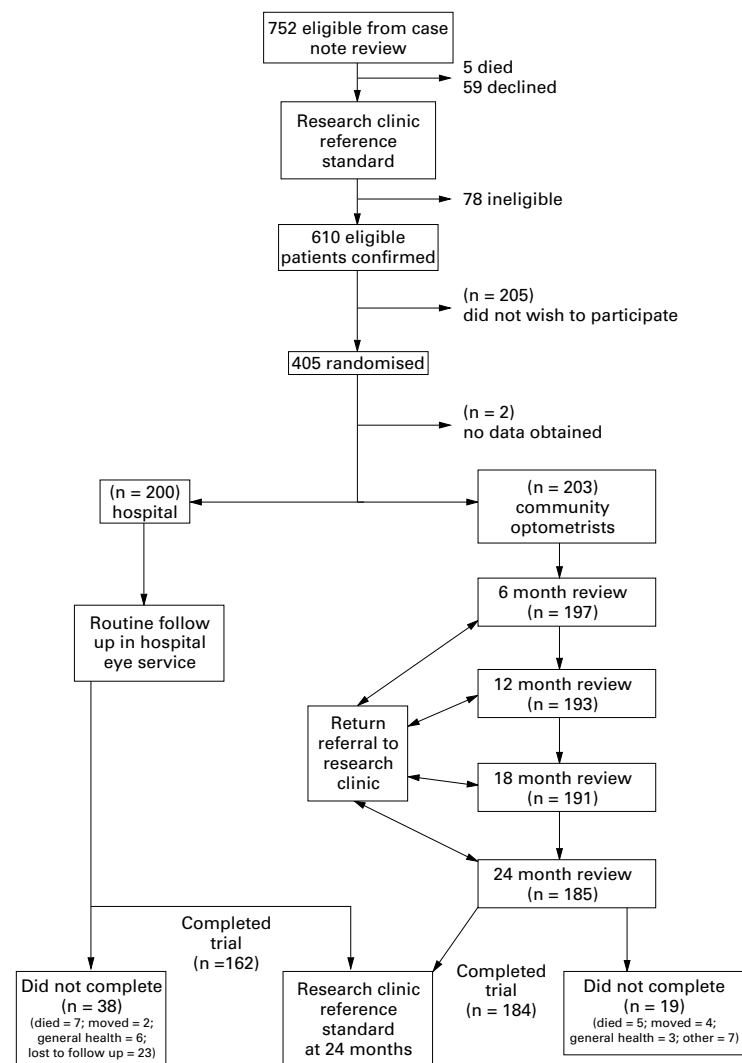 752 eligible from case
note review
5 died
59 declined
Research clinic
reference
standard
78 ineligible
610 eligible
patients confirmed
(n = 205)
did not wish to participate
405 randomised
(n = 2)
no data obtained
(n = 200)
hospital
(n = 203)
community
optometrists
Routine follow
up in hospital
eye service
6 month review
(n = 197)
12 month review
(n = 193)
Return
referral to
research
clinic
18 month review
(n = 191)
24 month review
(n = 185)
Completed
trial
(n =162)
Completed
trial
(n = 184)
Did not complete
(n = 38)
(died = 7; moved = 2;
general health = 6;
lost to follow up = 23)
Research clinic
reference
standard
at 24 months
Did not complete
(n = 19)
(died = 5; moved = 4;
general health = 3; other = 7)